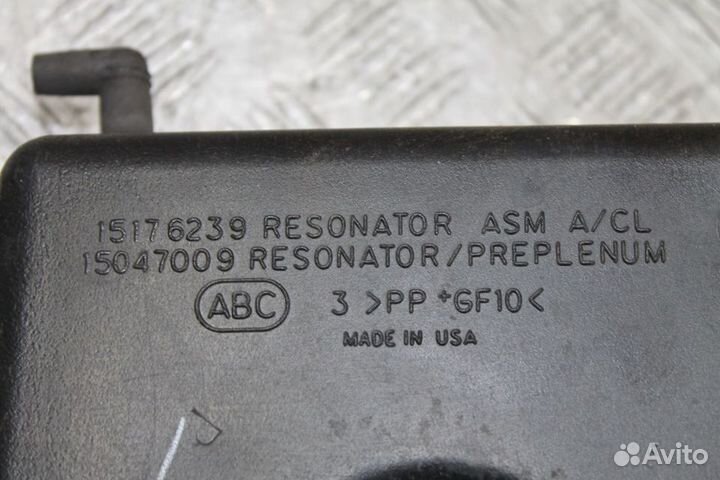 15176239 RESONATOR ASM A/CL
15047009 RESONATOR/PREPLENUM
ABC 3 >PP +GF10<
MADE IN USA
Avito